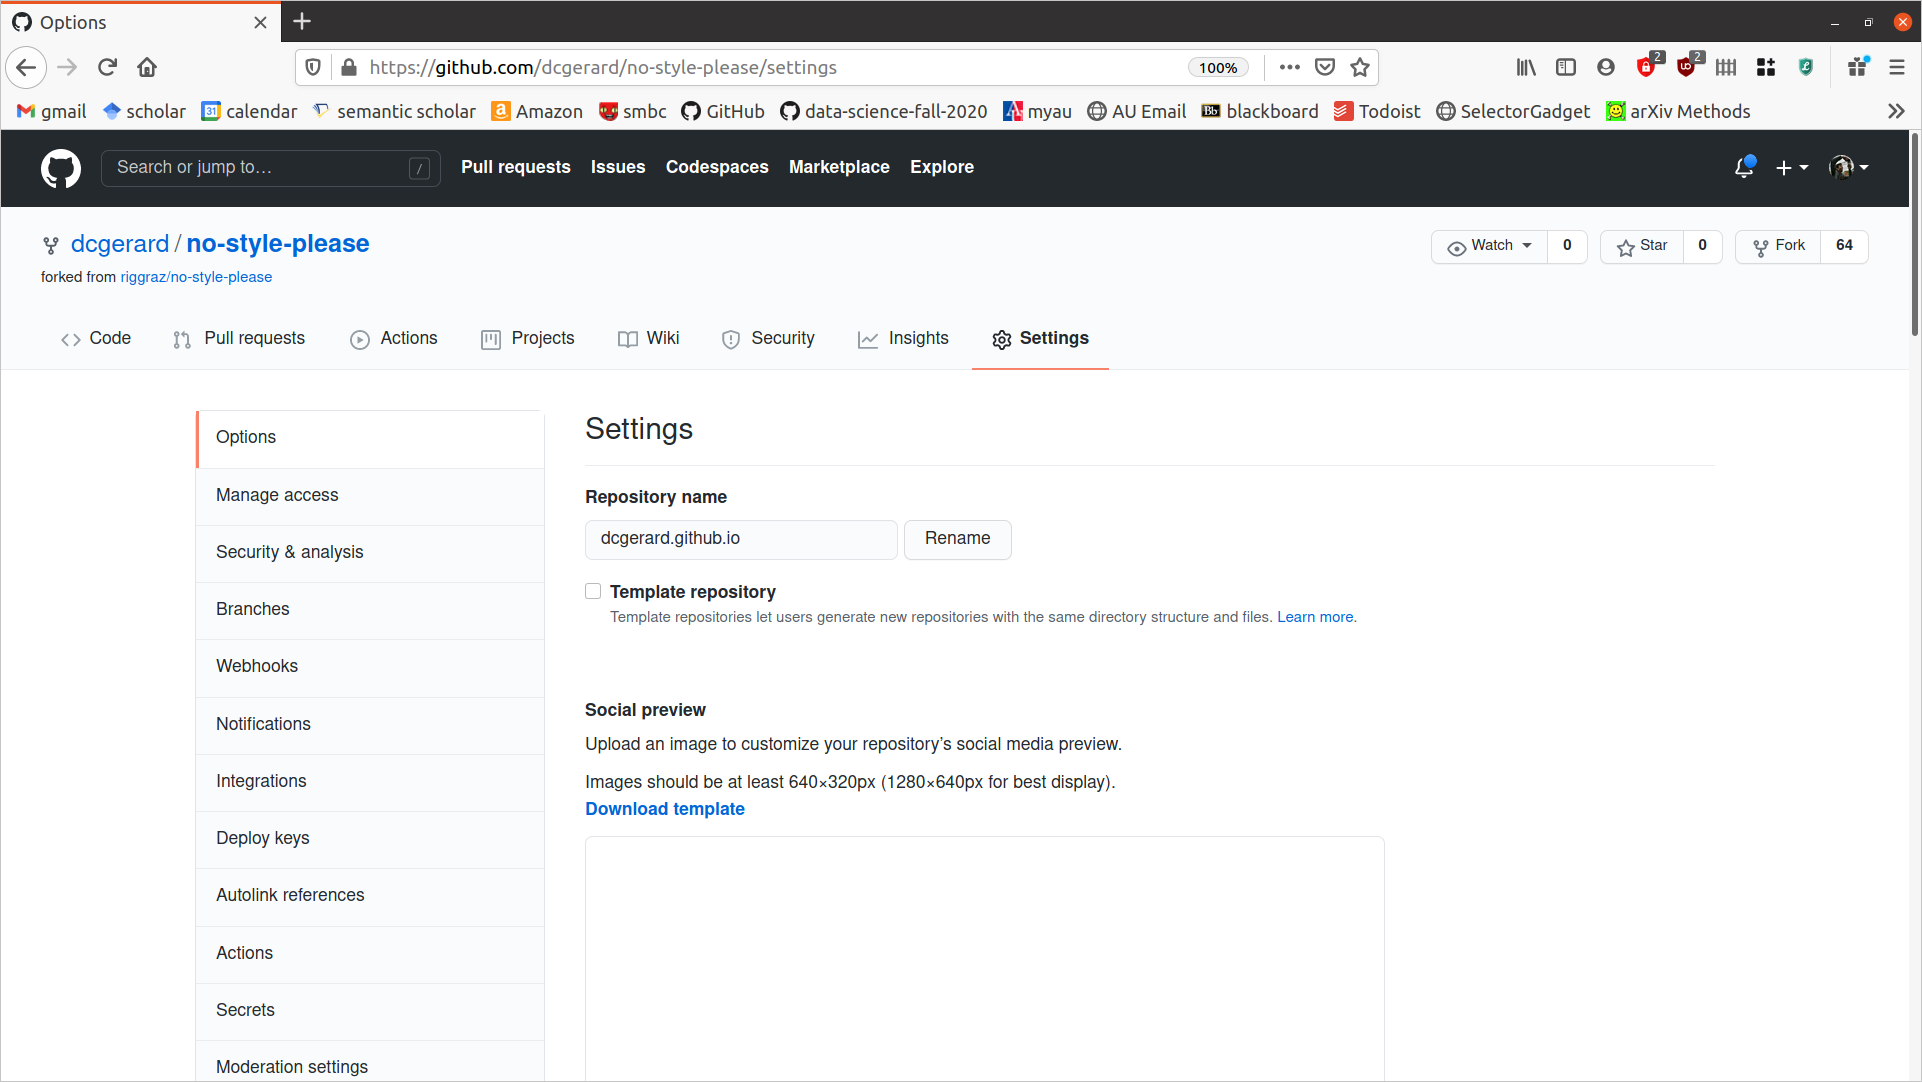 Options
https://github.com/dcgerard/no-style-please/settings
100%
2
2
gmail
scholar
31
calendar
semantic scholar
a
Amazon
smbc
GitHub
data-science-fall-2020
A
myau
AU Email
Bb
blackboard
Todoist
SelectorGadget
arXiv Methods
Search or jump to…
/
Pull requests
Issues
Codespaces
Marketplace
Explore
dcgerard / no-style-please
Watch
0
Star
0
Fork
64
forked from riggraz/no-style-please
Code
Pull requests
Actions
Projects
Wiki
Security
Insights
Settings
Options
Manage access
Security & analysis
Branches
Webhooks
Notifications
Integrations
Deploy keys
Autolink references
Actions
Secrets
Moderation settings
Settings
Repository name
dcgerard.github.io
Rename
Template repository
Template repositories let users generate new repositories with the same directory structure and files. Learn more.
Social preview
Upload an image to customize your repository’s social media preview.
Images should be at least 640×320px (1280×640px for best display).
Download template